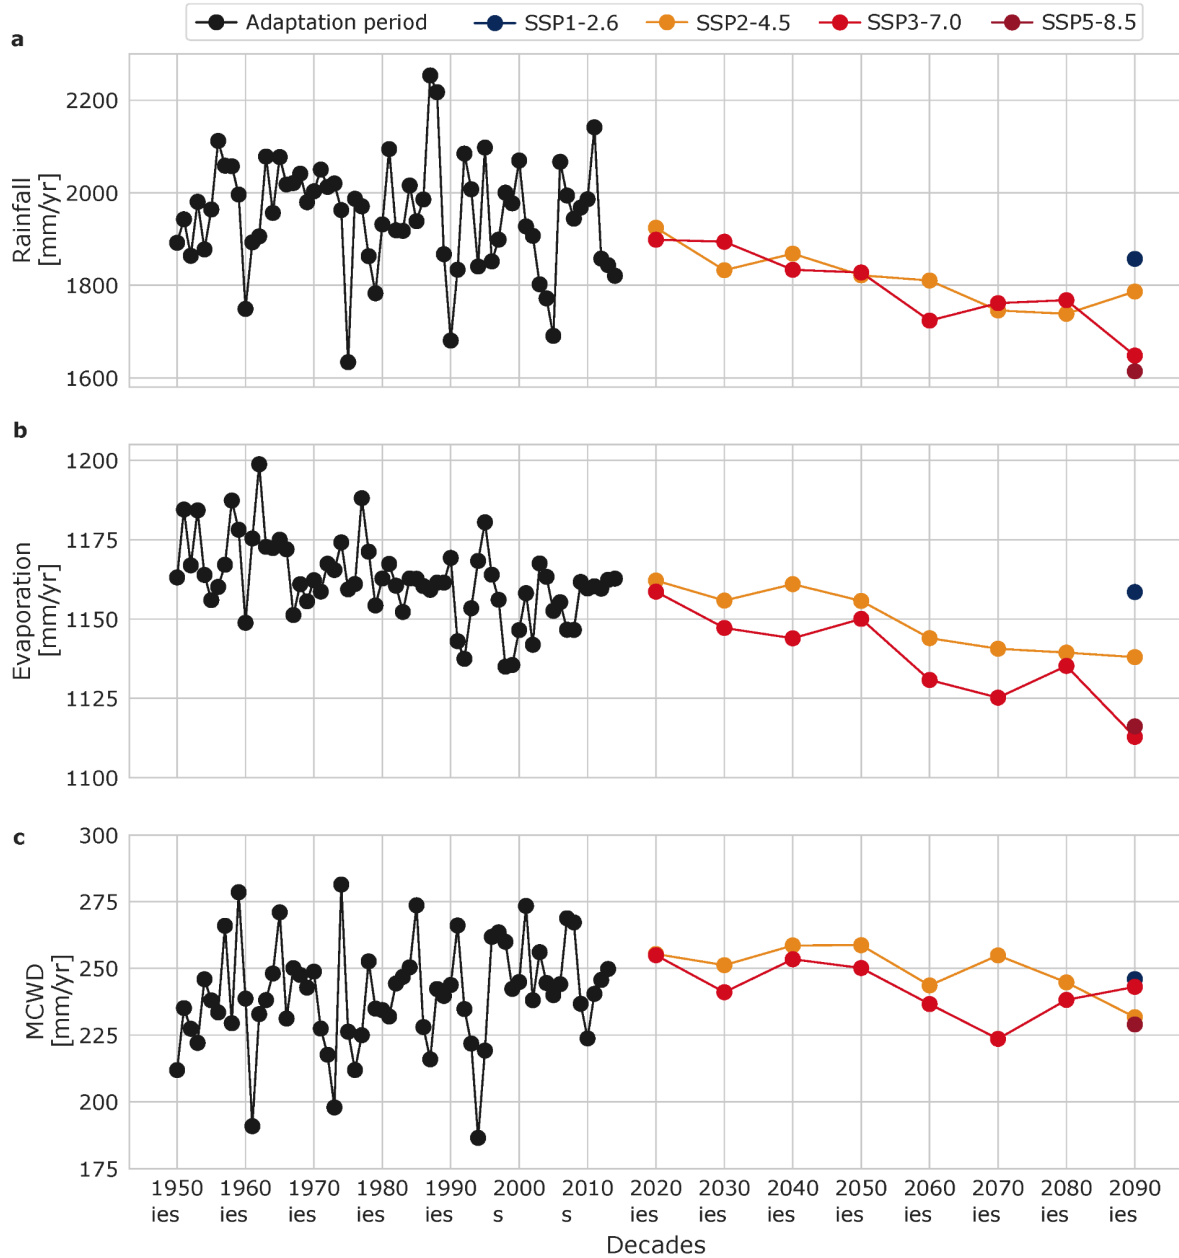 Adaptation period SSP1-2.6 SSP2-4.5 SSP3-7.0 SSP5-8.5
a
Rainfall
[mm/yr]
2200
2000
1800
1600
b
Evaporation
[mm/yr]
1200
1175
1150
1125
1100
c
MCWD
[mm/yr]
300
275
250
225
200
175
1950 1960 1970 1980 1990 2000 2010 2020 2030 2040 2050 2060 2070 2080 2090
ies ies ies ies ies s s ies ies ies ies ies ies ies ies
Decades